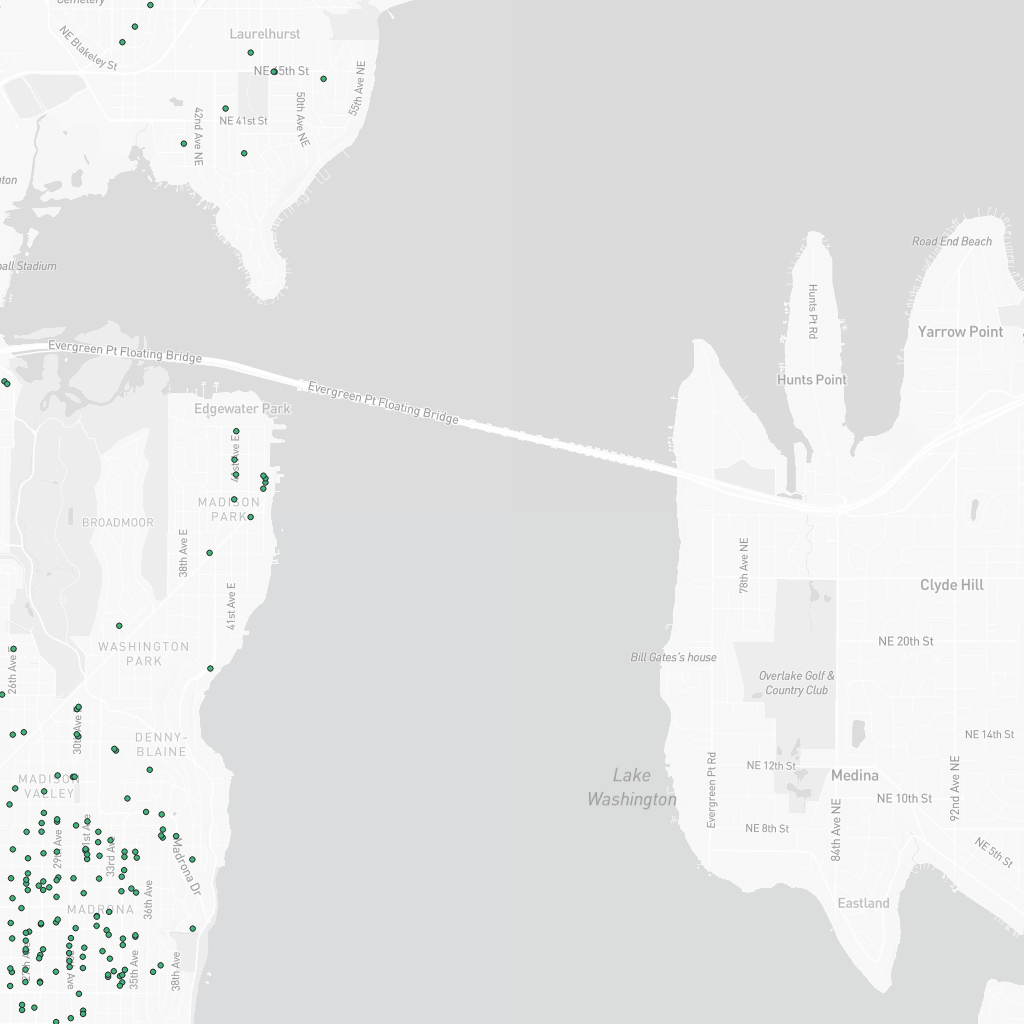 Cemetery
NE Blakeley St
Laurelhurst
NE 45th St
55th Ave NE
50th Ave NE
42nd Ave NE
NE 41st St
ton
ball Stadium
Road End Beach
Hunts Pt Rd
Yarrow Point
Evergreen Pt Floating Bridge
Hunts Point
Evergreen Pt Floating Bridge
Edgewater Park
MADISON
PARK
BROADMOOR
38th Ave E
78th Ave NE
Clyde Hill
41st Ave E
NE 20th St
WASHINGTON
PARK
Bill Gates's house
26th Ave E
Overlake Golf &
Country Club
30th Ave
DENNY-
BLAINE
NE 14th St
NE 12th St
Medina
Lake
Washington
MADISON
VALLEY
Evergreen Pt Rd
92nd Ave NE
NE 10th St
NE 8th St
84th Ave NE
29th Ave
33rd Ave
Madrona Dr
NE 5th St
36th Ave
MADRONA
Eastland
35th Ave
38th Ave
Ave